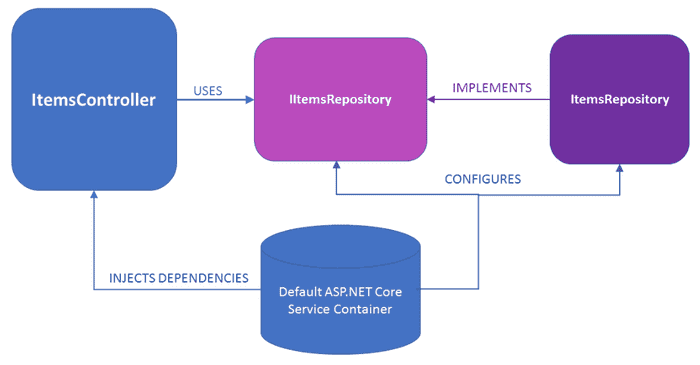 ItemsController
USES
IItemsRepository
IMPLEMENTS
ItemsRepository
CONFIGURES
INJECTS DEPENDENCIES
Default ASP.NET Core
Service Container